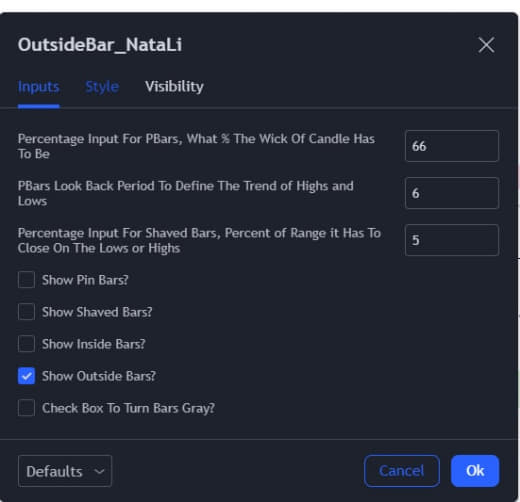 OutsideBar_NataLi
Inputs Style Visibility
Percentage Input For PBars, What % The Wick Of Candle Has
To Be
66
PBars Look Back Period To Define The Trend of Highs and
Lows
6
Percentage Input For Shaved Bars, Percent of Range it Has To
Close On The Lows or Highs
5
Show Pin Bars?
Show Shaved Bars?
Show Inside Bars?
Show Outside Bars?
Check Box To Turn Bars Gray?
Defaults Cancel Ok